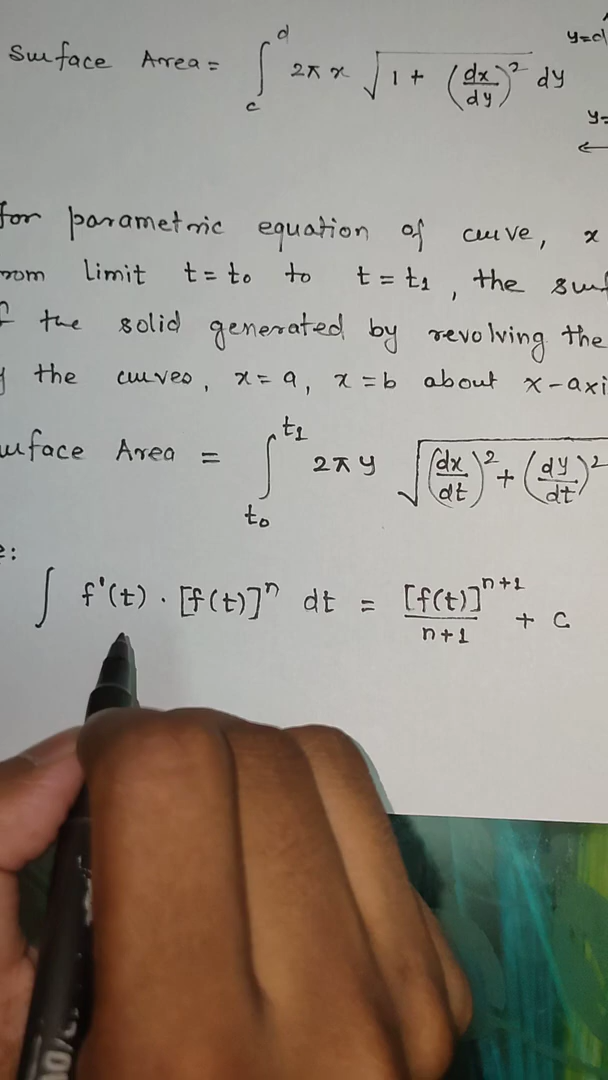 Surface Area = ∫_c^d 2πx √(1 + (dx/dy)²) dy
y=d
y=
for parametric equation of curve, x
rom limit t = t₀ to t = t₁, the surf
f the solid generated by revolving the
y the curves, x = a, x = b about x-axi
urface Area = ∫_{t₀}^{t₁} 2πy √((dx/dt)² + (dy/dt)²
e:
∫ f'(t) · [f(t)]ⁿ dt = [f(t)]ⁿ⁺¹/(n+1) + C